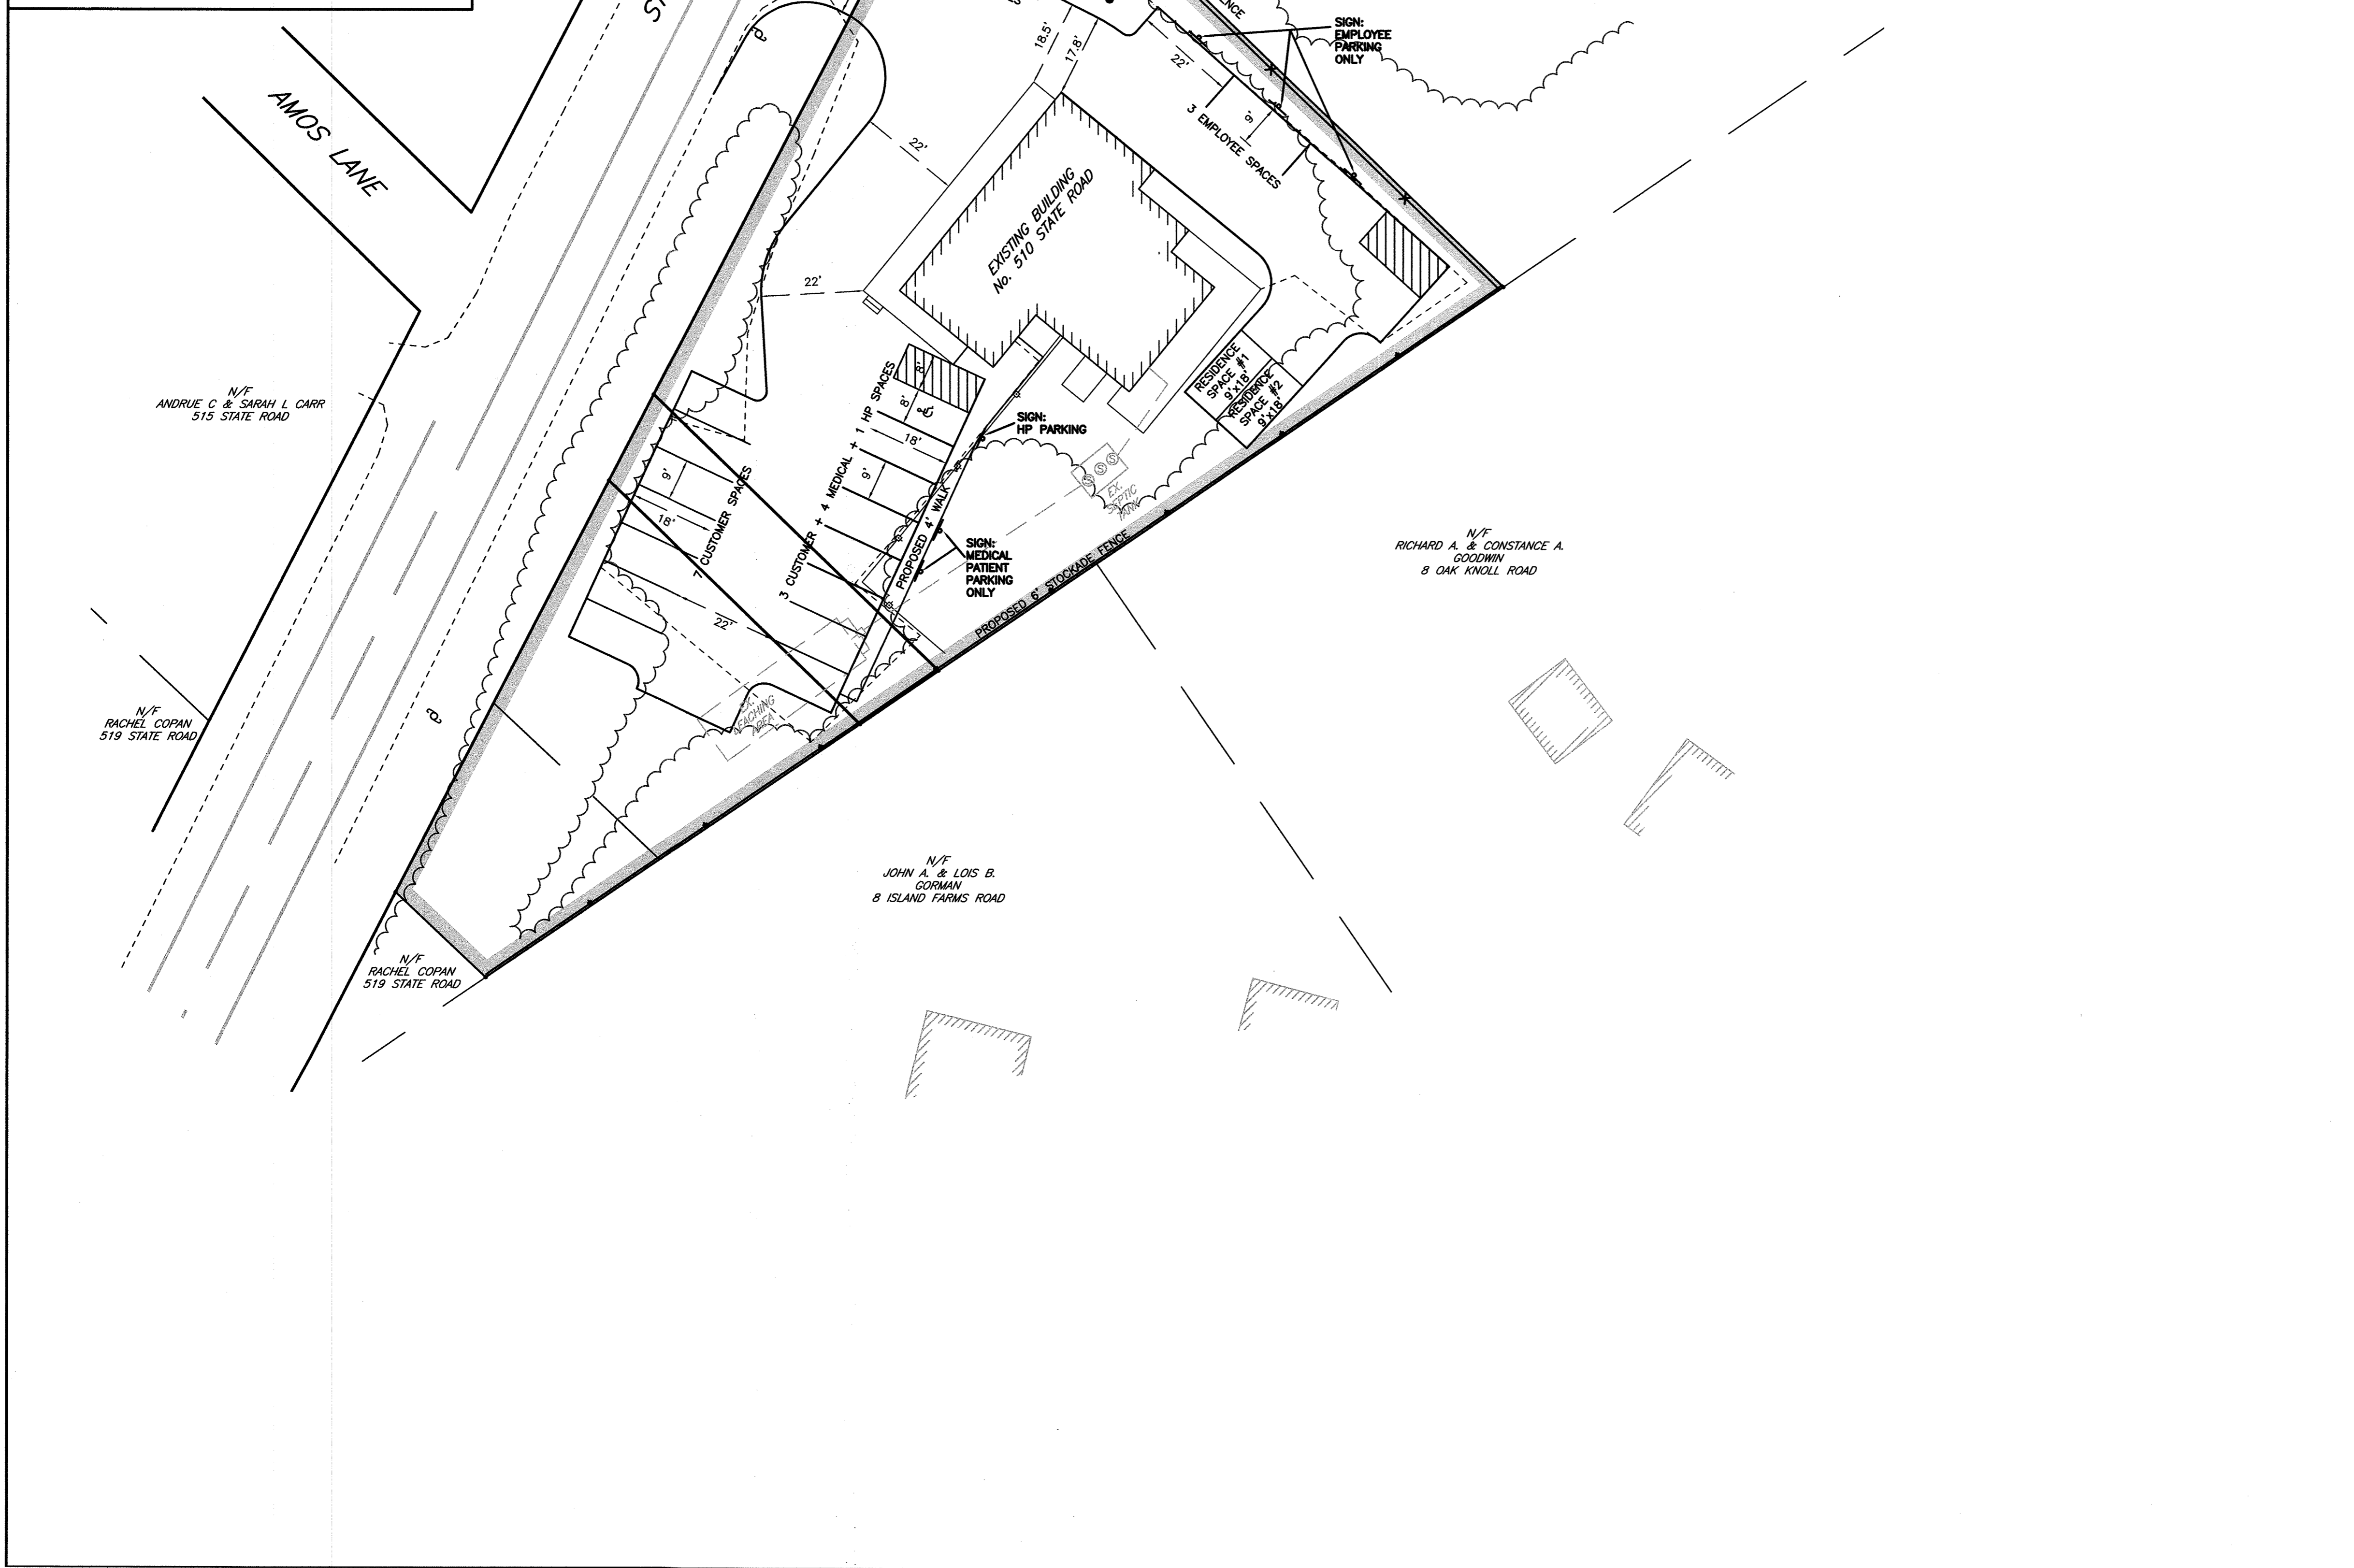 AMOS LANE
18.5'
17.8'
FENCE
SIGN:
EMPLOYEE
PARKING
ONLY
22'
9'
3 EMPLOYEE SPACES
22'
22'
EXISTING BUILDING
No. 510 STATE ROAD
RESIDENCE
SPACE #1
9'x18'
RESIDENCE
SPACE #2
9'x18'
8'
8'
18'
9'
3 CUSTOMER + 4 MEDICAL + 1 HP SPACES
SIGN:
HP PARKING
9'
18'
7 CUSTOMER SPACES
22'
PROPOSED 4' WALK
SIGN:
MEDICAL
PATIENT
PARKING
ONLY
S
S
S
EX.
SEPTIC
TANK
PROPOSED 6' STOCKADE FENCE
EX.
LEACHING
AREA
N/F
ANDRUE C & SARAH L CARR
515 STATE ROAD
N/F
RACHEL COPAN
519 STATE ROAD
N/F
RICHARD A. & CONSTANCE A.
GOODWIN
8 OAK KNOLL ROAD
N/F
JOHN A. & LOIS B.
GORMAN
8 ISLAND FARMS ROAD
N/F
RACHEL COPAN
519 STATE ROAD